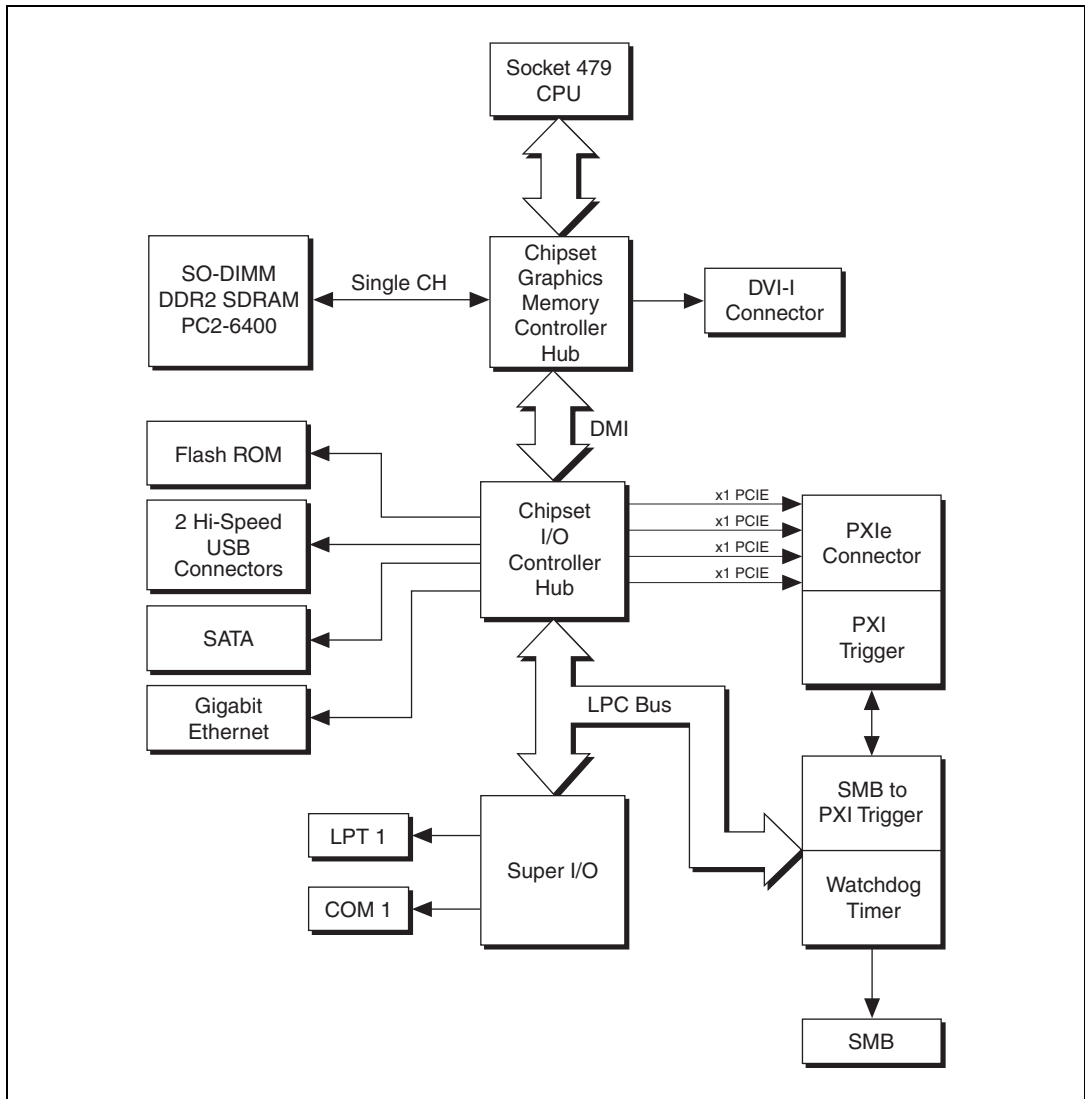 Socket 479
CPU
SO-DIMM
DDR2 SDRAM
PC2-6400
Single CH
Chipset
Graphics
Memory
Controller
Hub
DVI-I
Connector
DMI
Flash ROM
2 Hi-Speed
USB
Connectors
SATA
Gigabit
Ethernet
Chipset
I/O
Controller
Hub
x1 PCIE
x1 PCIE
x1 PCIE
x1 PCIE
PXIe
Connector
PXI
Trigger
LPC Bus
SMB to
PXI Trigger
Watchdog
Timer
LPT 1
COM 1
Super I/O
SMB